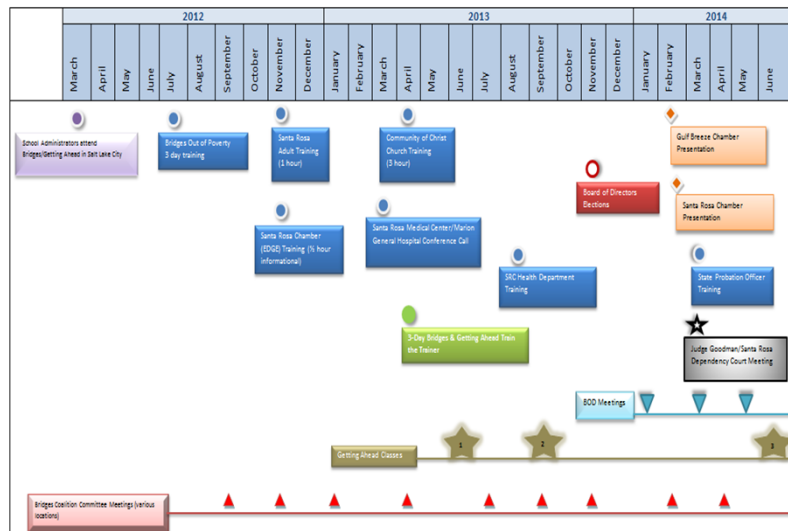 2012 2013 2014
March April May June July August September October November December January February March April May June July August September October November December January February March April May June
School Administrators attend
Bridges/Getting Ahead in Salt Lake City
Bridges Out of Poverty
3 day training
Santa Rosa
Adult Training
(1 hour)
Community of Christ
Church Training
(3 hour)
Gulf Breeze Chamber
Presentation
Board of Directors
Elections
Santa Rosa Chamber
Presentation
Santa Rosa Chamber
(EDGE) Training (½ hour
informational)
Santa Rosa Medical Center/Marion
General Hospital Conference Call
SRC Health Department
Training
State Probation Officer
Training
3-Day Bridges & Getting Ahead Train
the Trainer
Judge Goodman/Santa Rosa
Dependency Court Meeting
BOD Meetings
Getting Ahead Classes
1 2 3
Bridges Coalition Committee Meetings (various
locations)